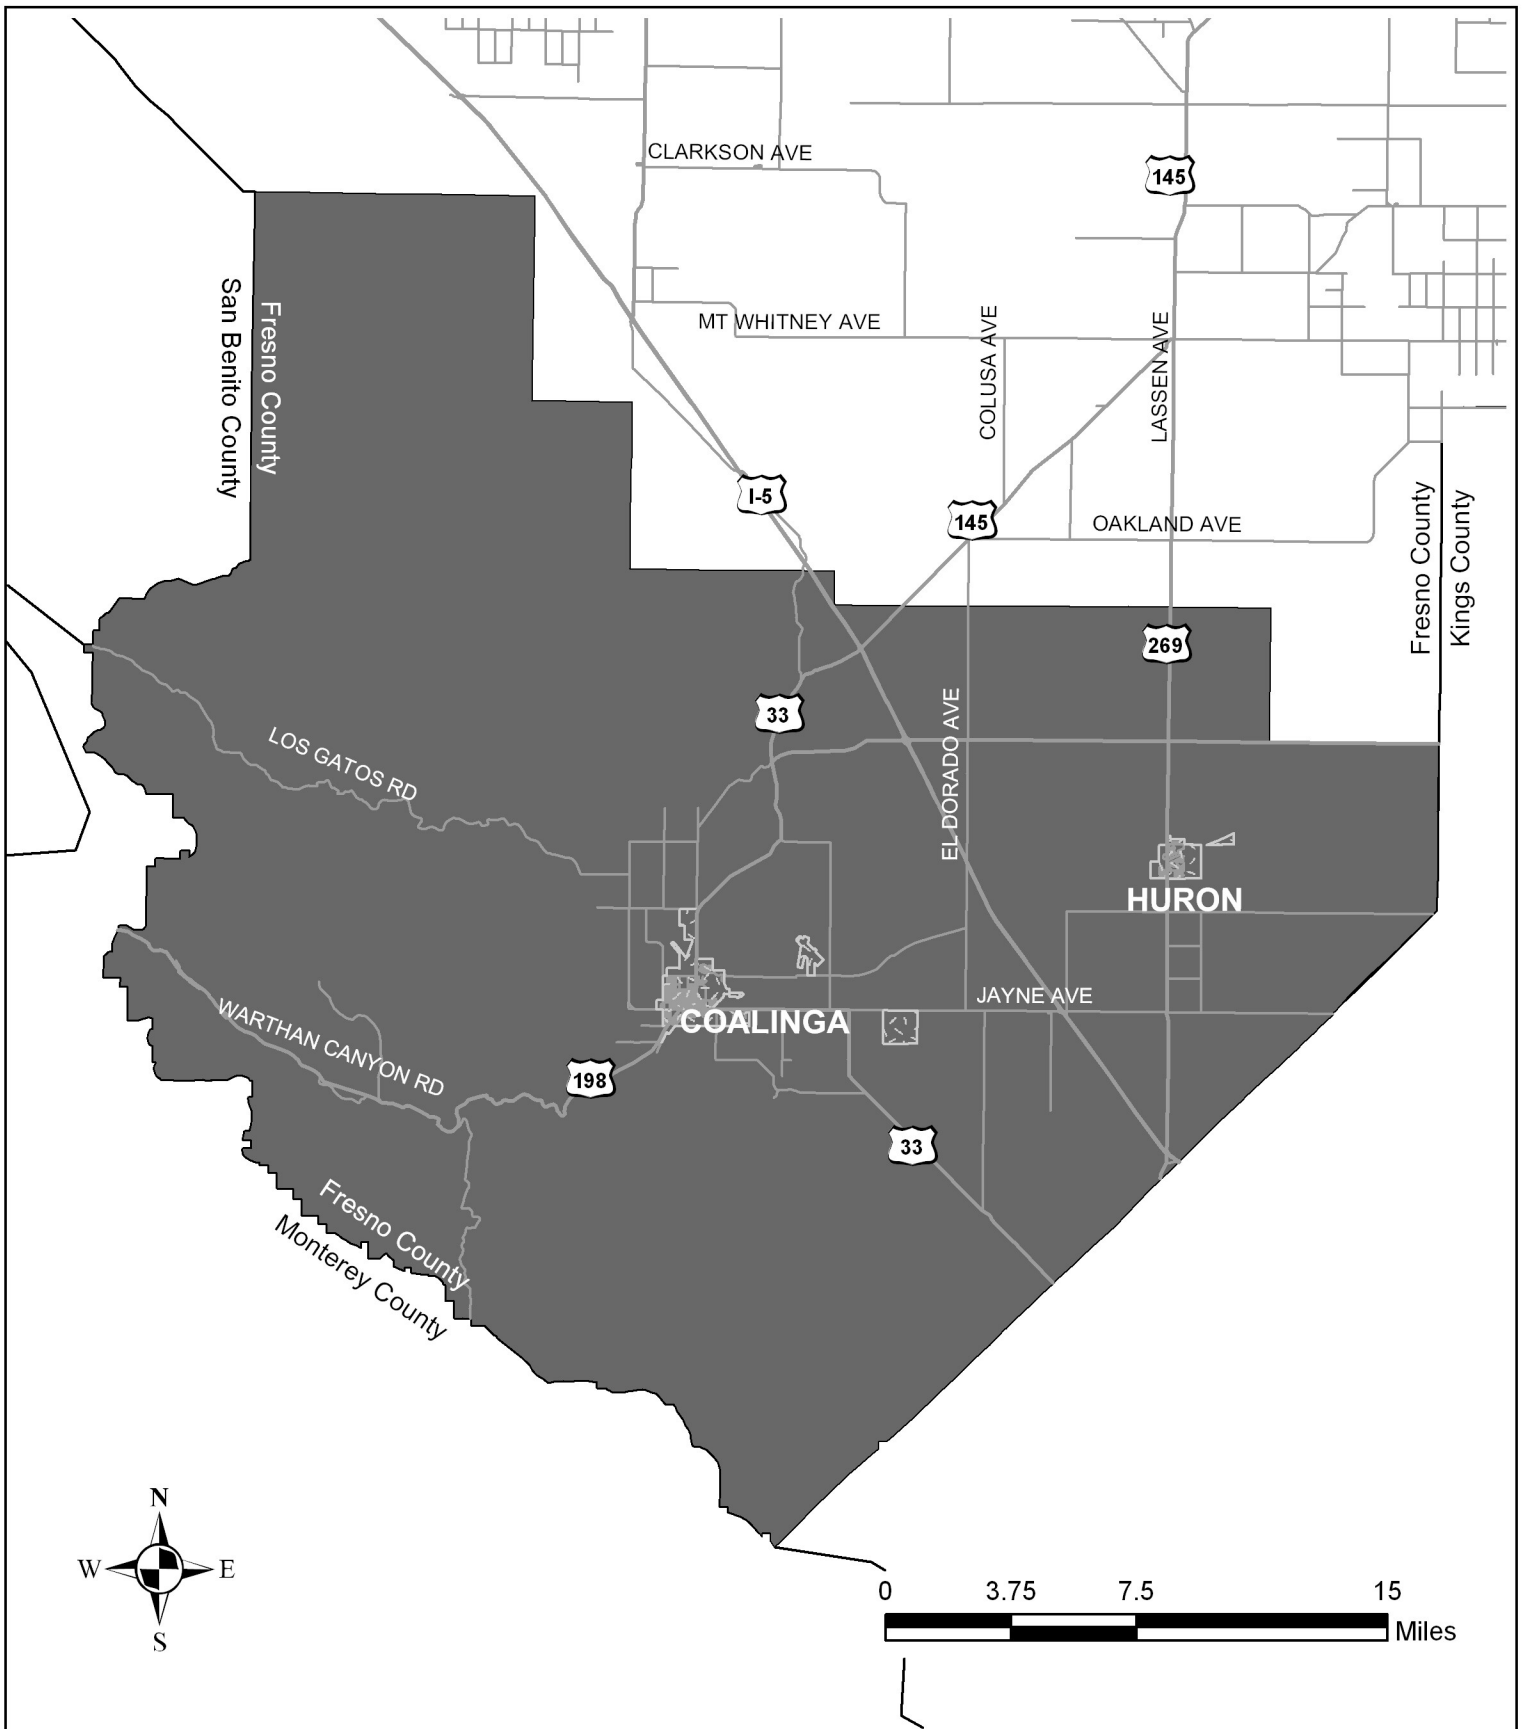 CLARKSON AVE
145
San Benito County
Fresno County
MT WHITNEY AVE
COLUSA AVE
LASSEN AVE
I-5
145
OAKLAND AVE
Fresno County
Kings County
269
33
EL DORADO AVE
LOS GATOS RD
HURON
JAYNE AVE
COALINGA
WARTHAN CANYON RD
198
33
Fresno County
Monterey County
N
W E
S
0 3.75 7.5 15
Miles